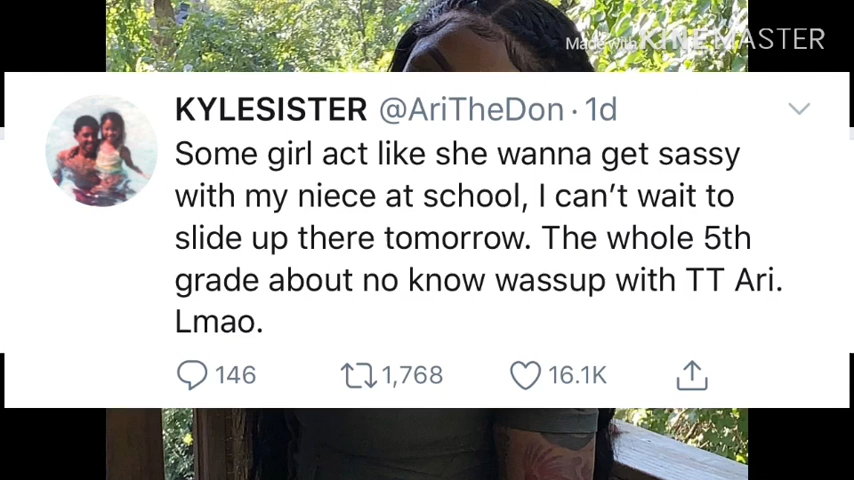 Made with KINEMASTER
KYLESISTER @AriTheDon · 1d
Some girl act like she wanna get sassy
with my niece at school, I can’t wait to
slide up there tomorrow. The whole 5th
grade about no know wassup with TT Ari.
Lmao.
146 1,768 16.1K